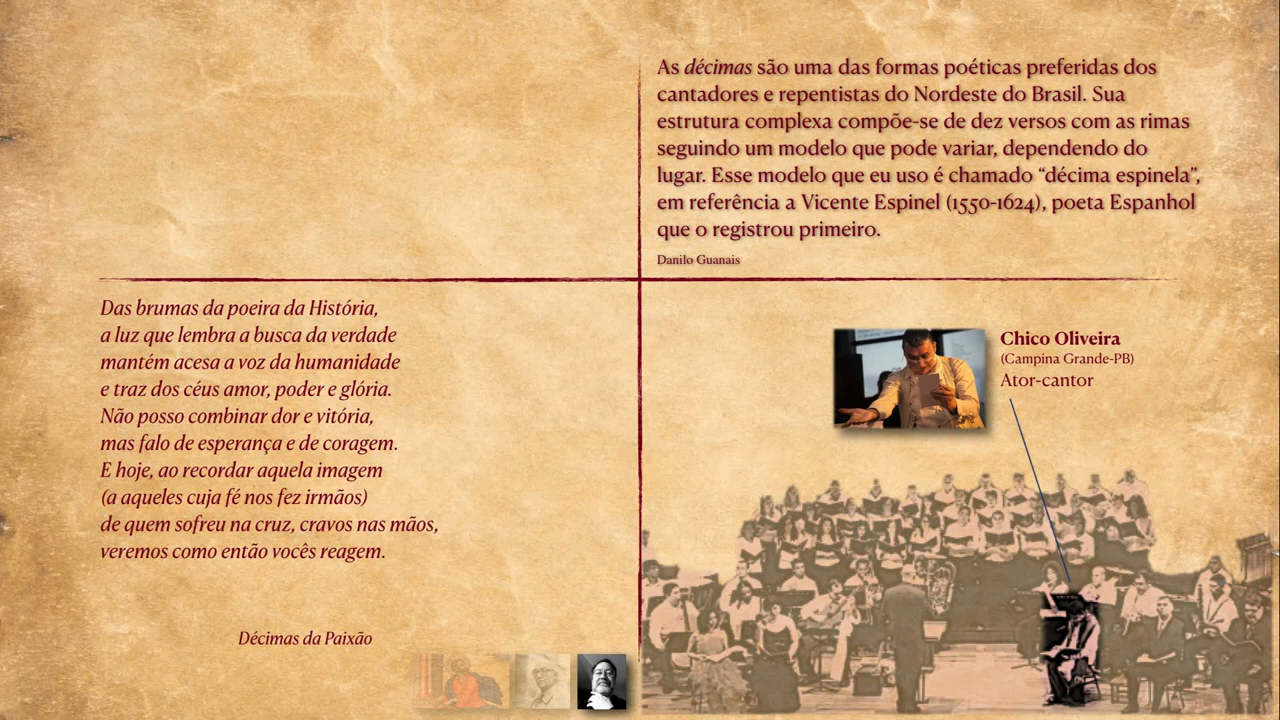 As décimas são uma das formas poéticas preferidas dos
cantadores e repentistas do Nordeste do Brasil. Sua
estrutura complexa compõe-se de dez versos com as rimas
seguindo um modelo que pode variar, dependendo do
lugar. Esse modelo que eu uso é chamado “décima espinela”,
em referência a Vicente Espinel (1550-1624), poeta Espanhol
que o registrou primeiro.
Danilo Guanais
Das brumas da poeira da História,
a luz que lembra a busca da verdade
mantém acesa a voz da humanidade
e traz dos céus amor, poder e glória.
Não posso combinar dor e vitória,
mas falo de esperança e de coragem.
E hoje, ao recordar aquela imagem
(a aqueles cuja fé nos fez irmãos)
de quem sofreu na cruz, cravos nas mãos,
veremos como então vocês reagem.
Décimas da Paixão
Chico Oliveira
(Campina Grande-PB)
Ator-cantor